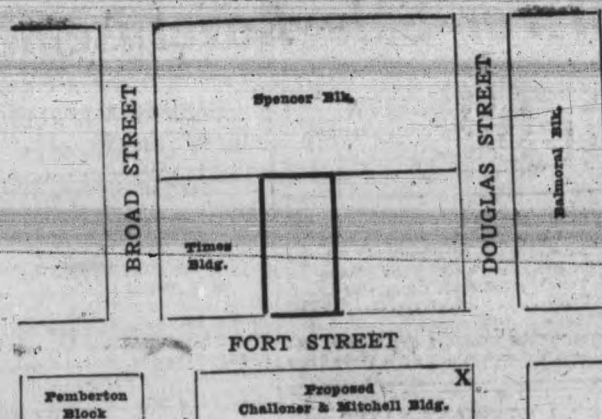 Spencer Blk.
BROAD STREET
DOUGLAS STREET
Balmoral Blk.
Times
Bldg.
FORT STREET
X
Pemberton
Block
Proposed
Challoner & Mitchell Bldg.